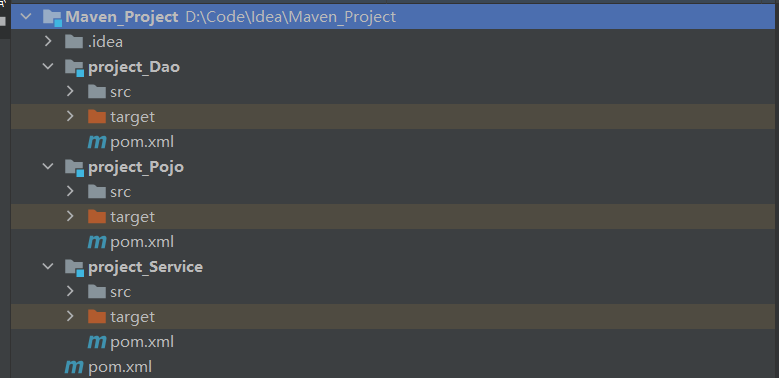 Maven_Project D:\Code\Idea\Maven_Project
.idea
project_Dao
src
target
pom.xml
project_Pojo
src
target
pom.xml
project_Service
src
target
pom.xml
pom.xml